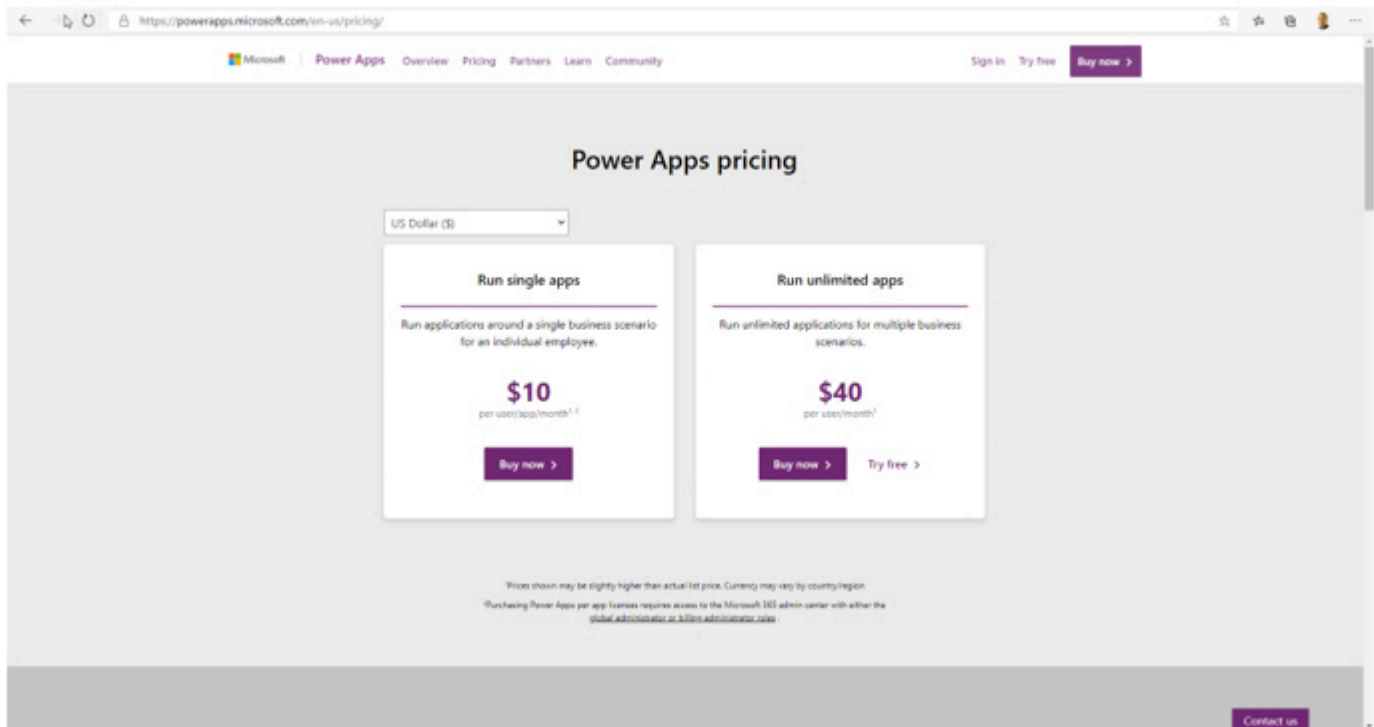 https://powerapps.microsoft.com/en-us/pricing/
Microsoft Power Apps Overview Pricing Partners Learn Community Sign in Try free Buy now >
Power Apps pricing
US Dollar ($)
Run single apps
Run applications around a single business scenario
for an individual employee.
$10
per user/app/month¹˒²
Buy now >
Run unlimited apps
Run unlimited applications for multiple business
scenarios.
$40
per user/month¹
Buy now > Try free >
¹Prices shown may be slightly higher than actual list price. Currency may vary by country/region
²Purchasing Power Apps per app licenses requires access to the Microsoft 365 admin center with either the
global administrator or billing administrator roles.
Contact us